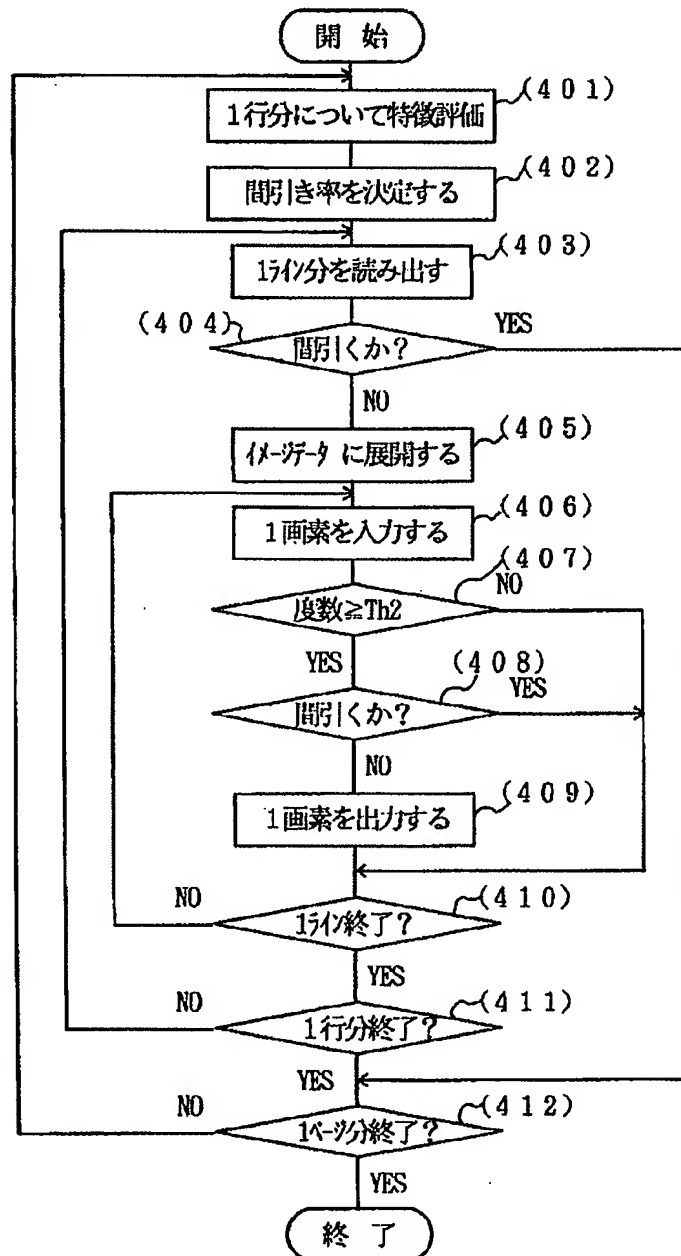 開 始
(401)
1行分について特徴評価
(402)
間引き率を決定する
(403)
1ライン分を読み出す
(404)
間引くか?
YES
NO
(405)
イメージデータ に展開する
(406)
1画素を入力する
(407)
度数≧Th2
NO
YES
(408)
間引くか?
YES
NO
(409)
1画素を出力する
(410)
1ライン終了?
NO
YES
(411)
1行分終了?
NO
YES
(412)
1ページ分終了?
NO
YES
終 了